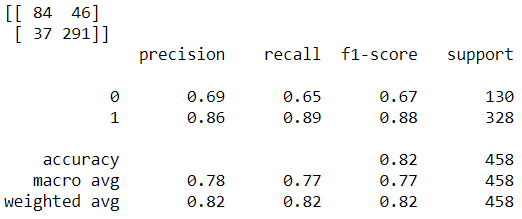 [[ 84  46]
 [ 37 291]]
              precision    recall  f1-score   support

           0       0.69      0.65      0.67       130
           1       0.86      0.89      0.88       328

    accuracy                           0.82       458
   macro avg       0.78      0.77      0.77       458
weighted avg       0.82      0.82      0.82       458